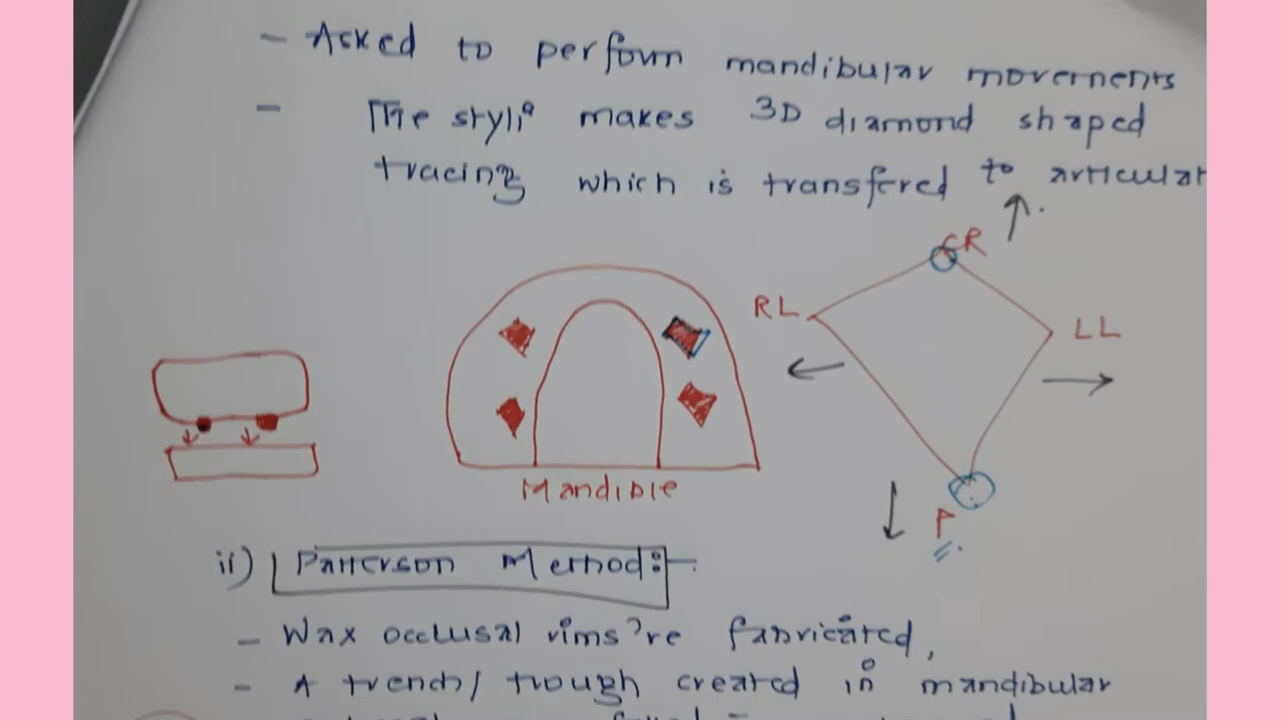 - Asked to perform mandibular movements
- The styli makes 3D diamond shaped
tracing which is transfered to articular
CR
RL
LL
Mandible
P
ii) Patterson Method:-
- Wax occlusal rims're fabricated,
- A trench/ trough created in mandibular